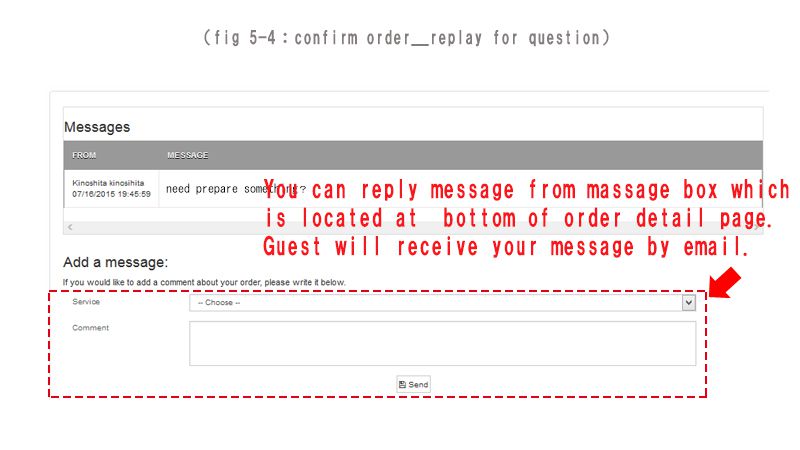 (fig 5-4：confirm order__replay for question)
Messages
FROM MESSAGE
Kinoshita kinosihita
07/16/2015 19:45:59
need prepare something?
You can reply message from massage box which
is located at bottom of order detail page.
Guest will receive your message by email.
Add a message:
If you would like to add a comment about your order, please write it below.
Service
-- Choose --
Comment
Send